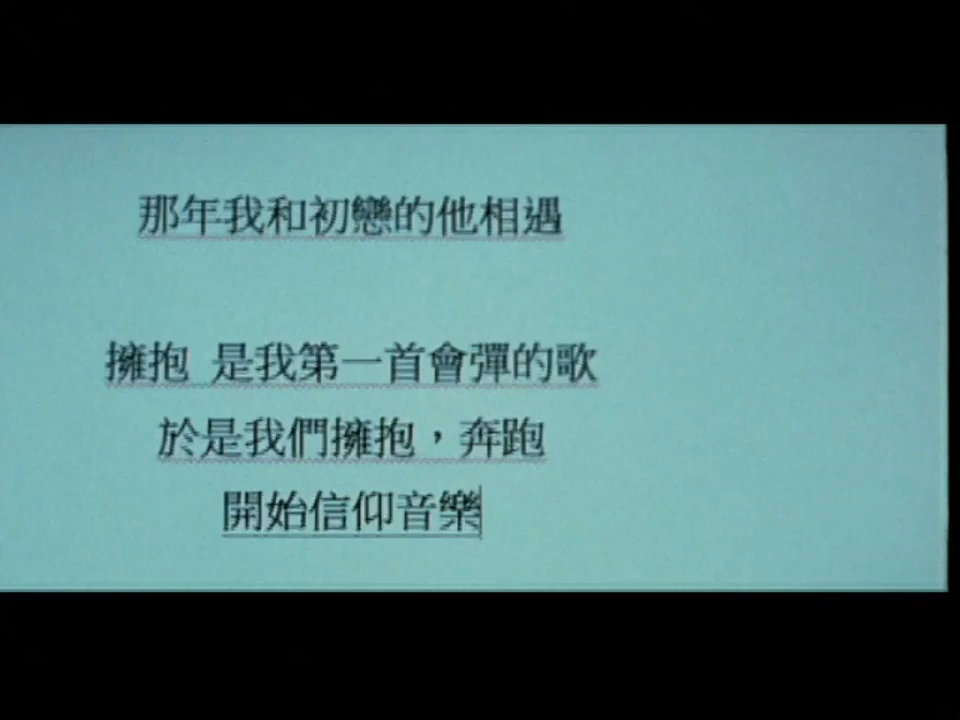 那年我和初戀的他相遇
擁抱 是我第一首會彈的歌
於是我們擁抱，奔跑
開始信仰音樂